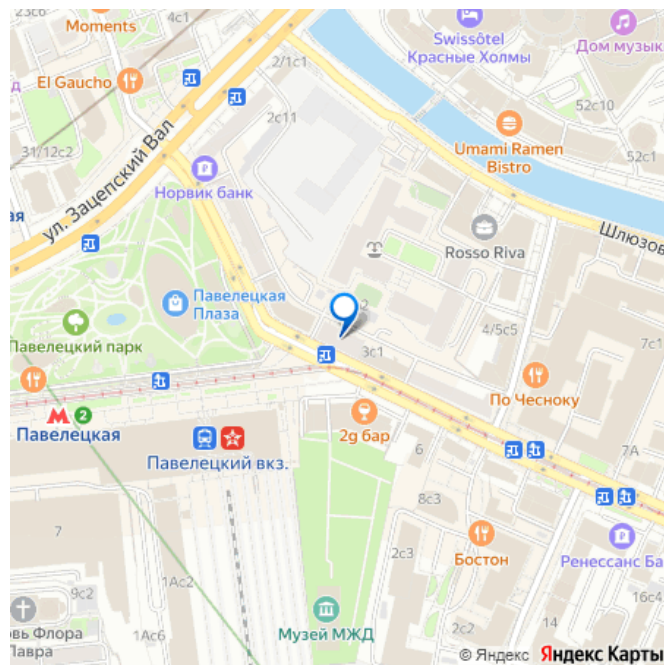 23с6
Moments
4с1
Swissôtel
Красные Холмы
Дом музык
El Gaucho
2/1с1
2с11
52с10
31/12с2
ул. Зацепский Вал
Umami Ramen
Bistro
52с1
Норвик банк
ая
Шлюзов
Rosso Riva
Павелецкая
Плаза
2
Павелецкий парк
3с1
4/5с5
7с1
По Чесноку
М 2
Павелецкая
2g бар
Павелецкий вкз.
6
7А
8с3
7
1Ас2
2с3
Бостон
Ренессанс Ба
9с2
16с4
овь Флора
Лавра
1Ас6
Музей МЖД
2с2
14
© Яндекс Яндекс Карты